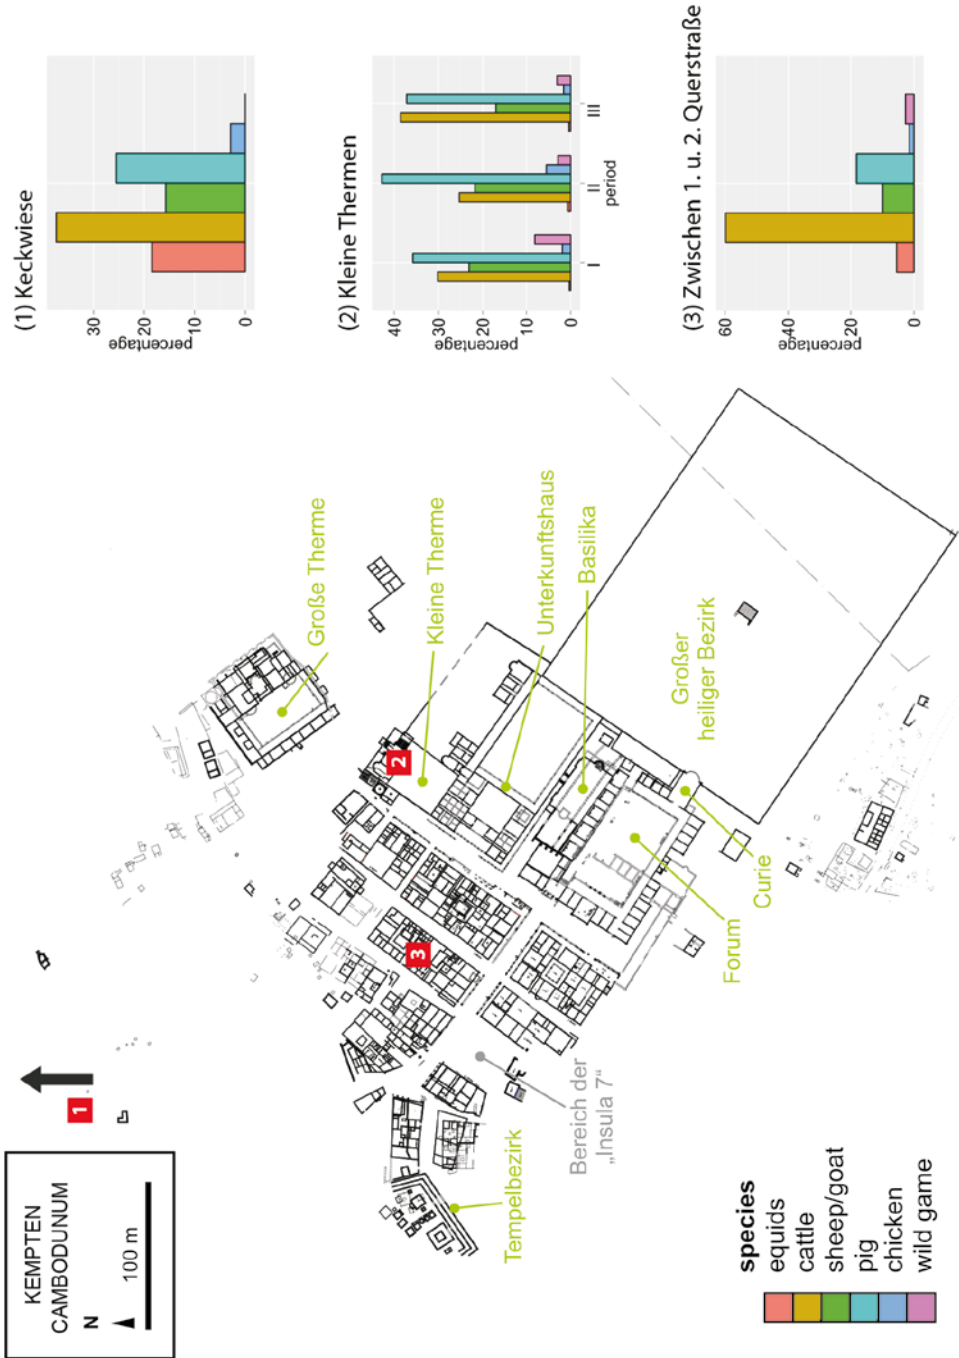 KEMPTEN
CAMBODUNUM
N
100 m
1
2
3
Große Therme
Kleine Therme
Unterkunftshaus
Basilika
Großer
heiliger Bezirk
Curie
Forum
Bereich der
„Insula 7“
Tempelbezirk
species
equids
cattle
sheep/goat
pig
chicken
wild game
(1) Keckwiese
percentage
30
20
10
0
(2) Kleine Thermen
percentage
40
30
20
10
0
I
II
III
period
(3) Zwischen 1. u. 2. Querstraße
percentage
60
40
20
0